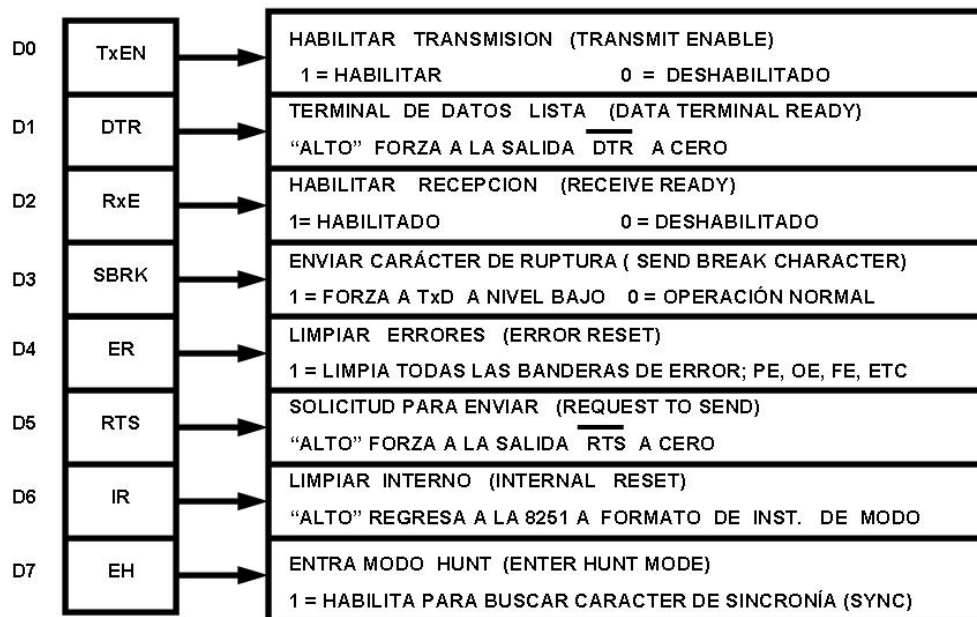 D0 TxEN HABILITAR TRANSMISION (TRANSMIT ENABLE)
1 = HABILITAR 0 = DESHABILITADO
D1 DTR TERMINAL DE DATOS LISTA (DATA TERMINAL READY)
“ALTO” FORZA A LA SALIDA DTR A CERO
D2 RxE HABILITAR RECEPCION (RECEIVE READY)
1= HABILITADO 0 = DESHABILITADO
D3 SBRK ENVIAR CARÁCTER DE RUPTURA ( SEND BREAK CHARACTER)
1 = FORZA A TxD A NIVEL BAJO 0 = OPERACIÓN NORMAL
D4 ER LIMPIAR ERRORES (ERROR RESET)
1 = LIMPIA TODAS LAS BANDERAS DE ERROR; PE, OE, FE, ETC
D5 RTS SOLICITUD PARA ENVIAR (REQUEST TO SEND)
“ALTO” FORZA A LA SALIDA RTS A CERO
D6 IR LIMPIAR INTERNO (INTERNAL RESET)
“ALTO” REGRESA A LA 8251 A FORMATO DE INST. DE MODO
D7 EH ENTRA MODO HUNT (ENTER HUNT MODE)
1 = HABILITA PARA BUSCAR CARACTER DE SINCRONÍA (SYNC)